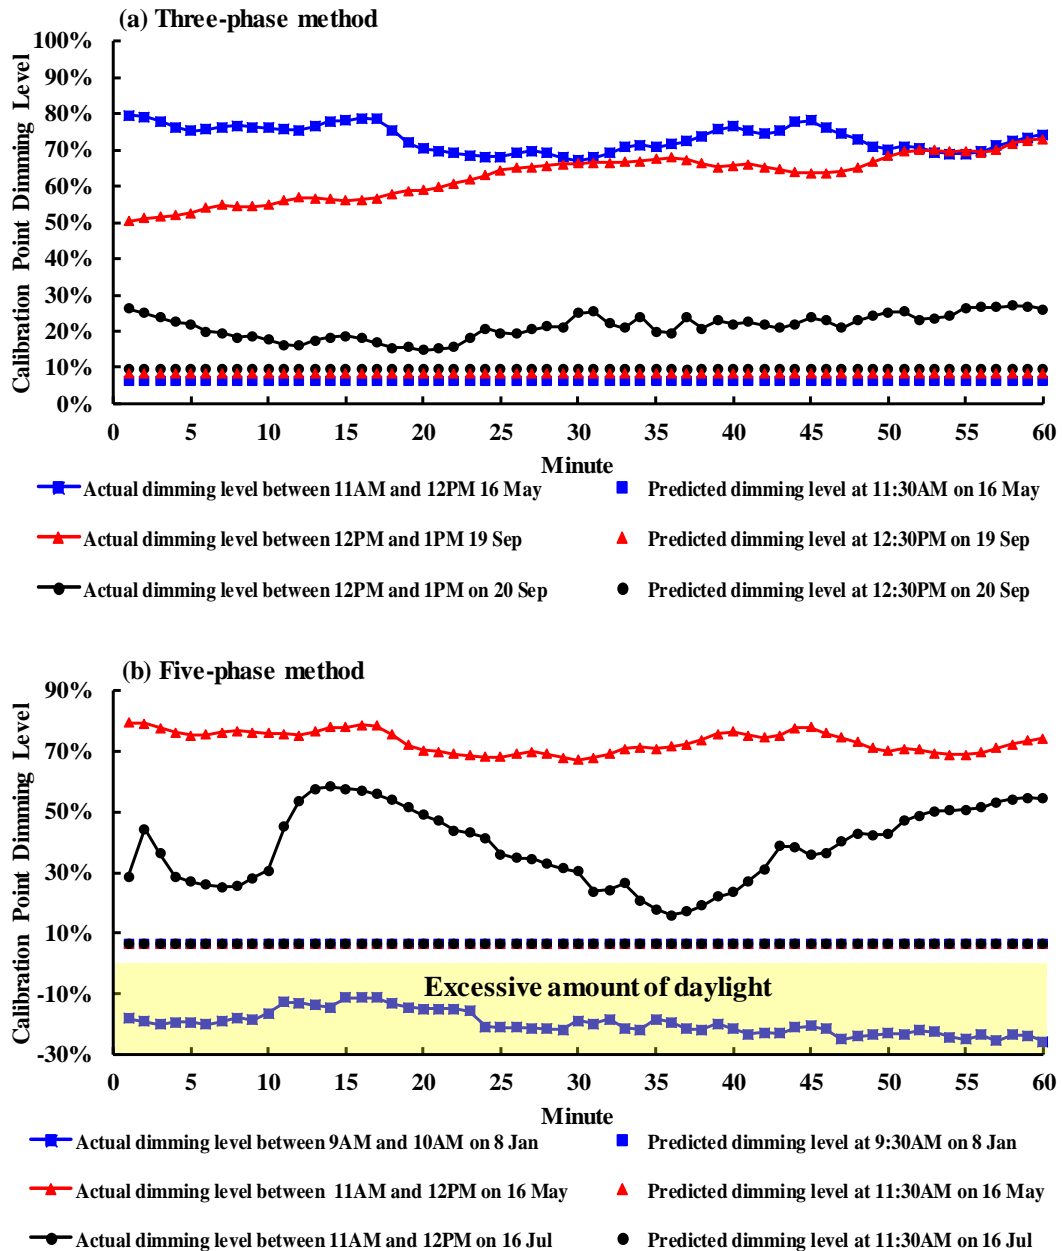 (a) Three-phase method
Calibration Point Dimming Level
100%
90%
80%
70%
60%
50%
40%
30%
20%
10%
0%
0 5 10 15 20 25 30 35 40 45 50 55 60
Minute
Actual dimming level between 11AM and 12PM 16 May
Predicted dimming level at 11:30AM on 16 May
Actual dimming level between 12PM and 1PM 19 Sep
Predicted dimming level at 12:30PM on 19 Sep
Actual dimming level between 12PM and 1PM on 20 Sep
Predicted dimming level at 12:30PM on 20 Sep
(b) Five-phase method
Calibration Point Dimming Level
90%
70%
50%
30%
10%
-10%
-30%
Excessive amount of daylight
0 5 10 15 20 25 30 35 40 45 50 55 60
Minute
Actual dimming level between 9AM and 10AM on 8 Jan
Predicted dimming level at 9:30AM on 8 Jan
Actual dimming level between 11AM and 12PM on 16 May
Predicted dimming level at 11:30AM on 16 May
Actual dimming level between 11AM and 12PM on 16 Jul
Predicted dimming level at 11:30AM on 16 Jul